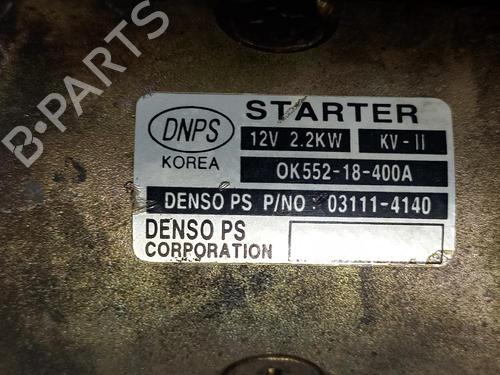 B-PARTS
STARTER
DNPS
KOREA
12V 2.2KW KV-II
OK552-18-400A
DENSO PS P/NO : 03111-4140
DENSO PS
CORPORATION